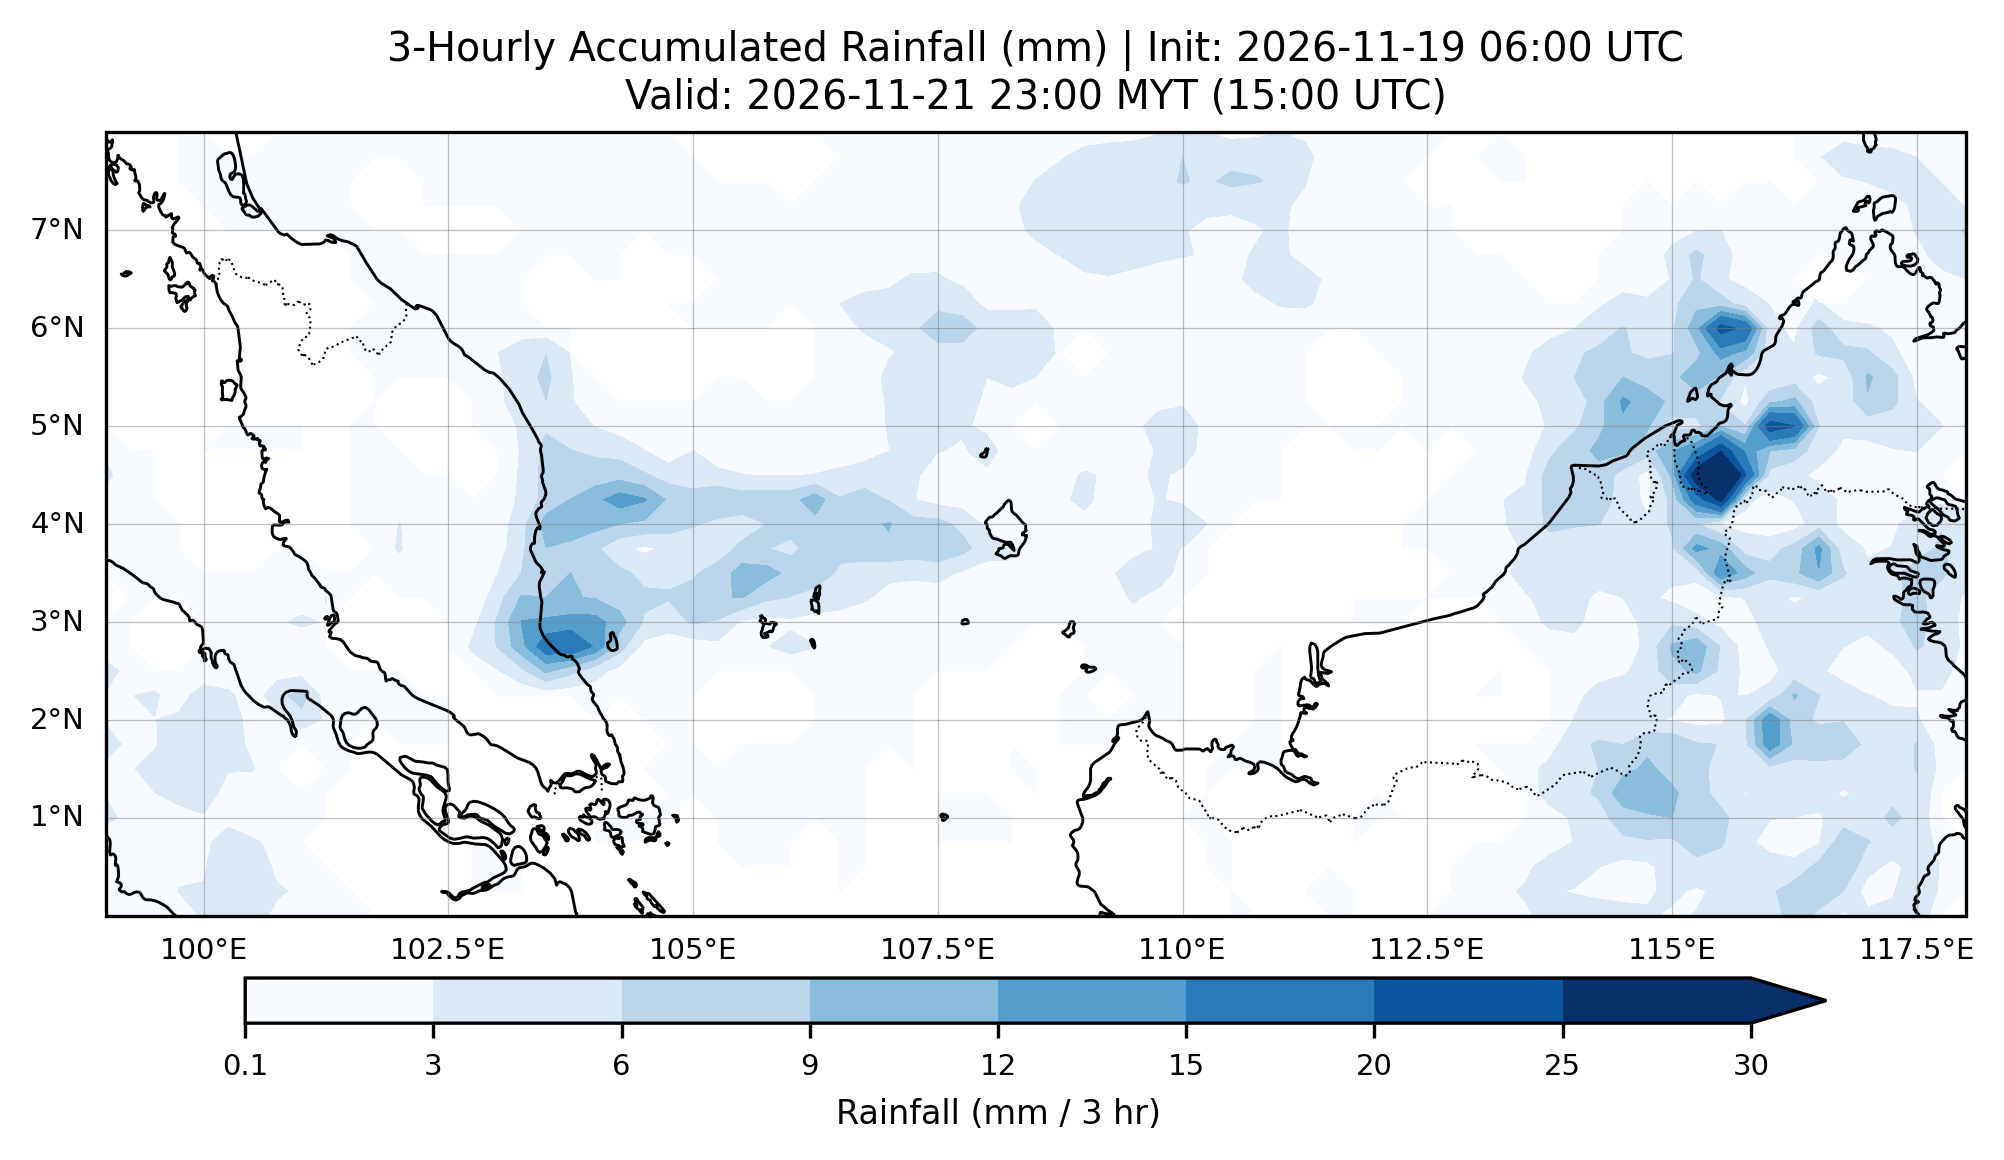 3-Hourly Accumulated Rainfall (mm) | Init: 2026-11-19 06:00 UTC
Valid: 2026-11-21 23:00 MYT (15:00 UTC)
7°N
6°N
5°N
4°N
3°N
2°N
1°N
100°E 102.5°E 105°E 107.5°E 110°E 112.5°E 115°E 117.5°E
0.1 3 6 9 12 15 20 25 30
Rainfall (mm / 3 hr)